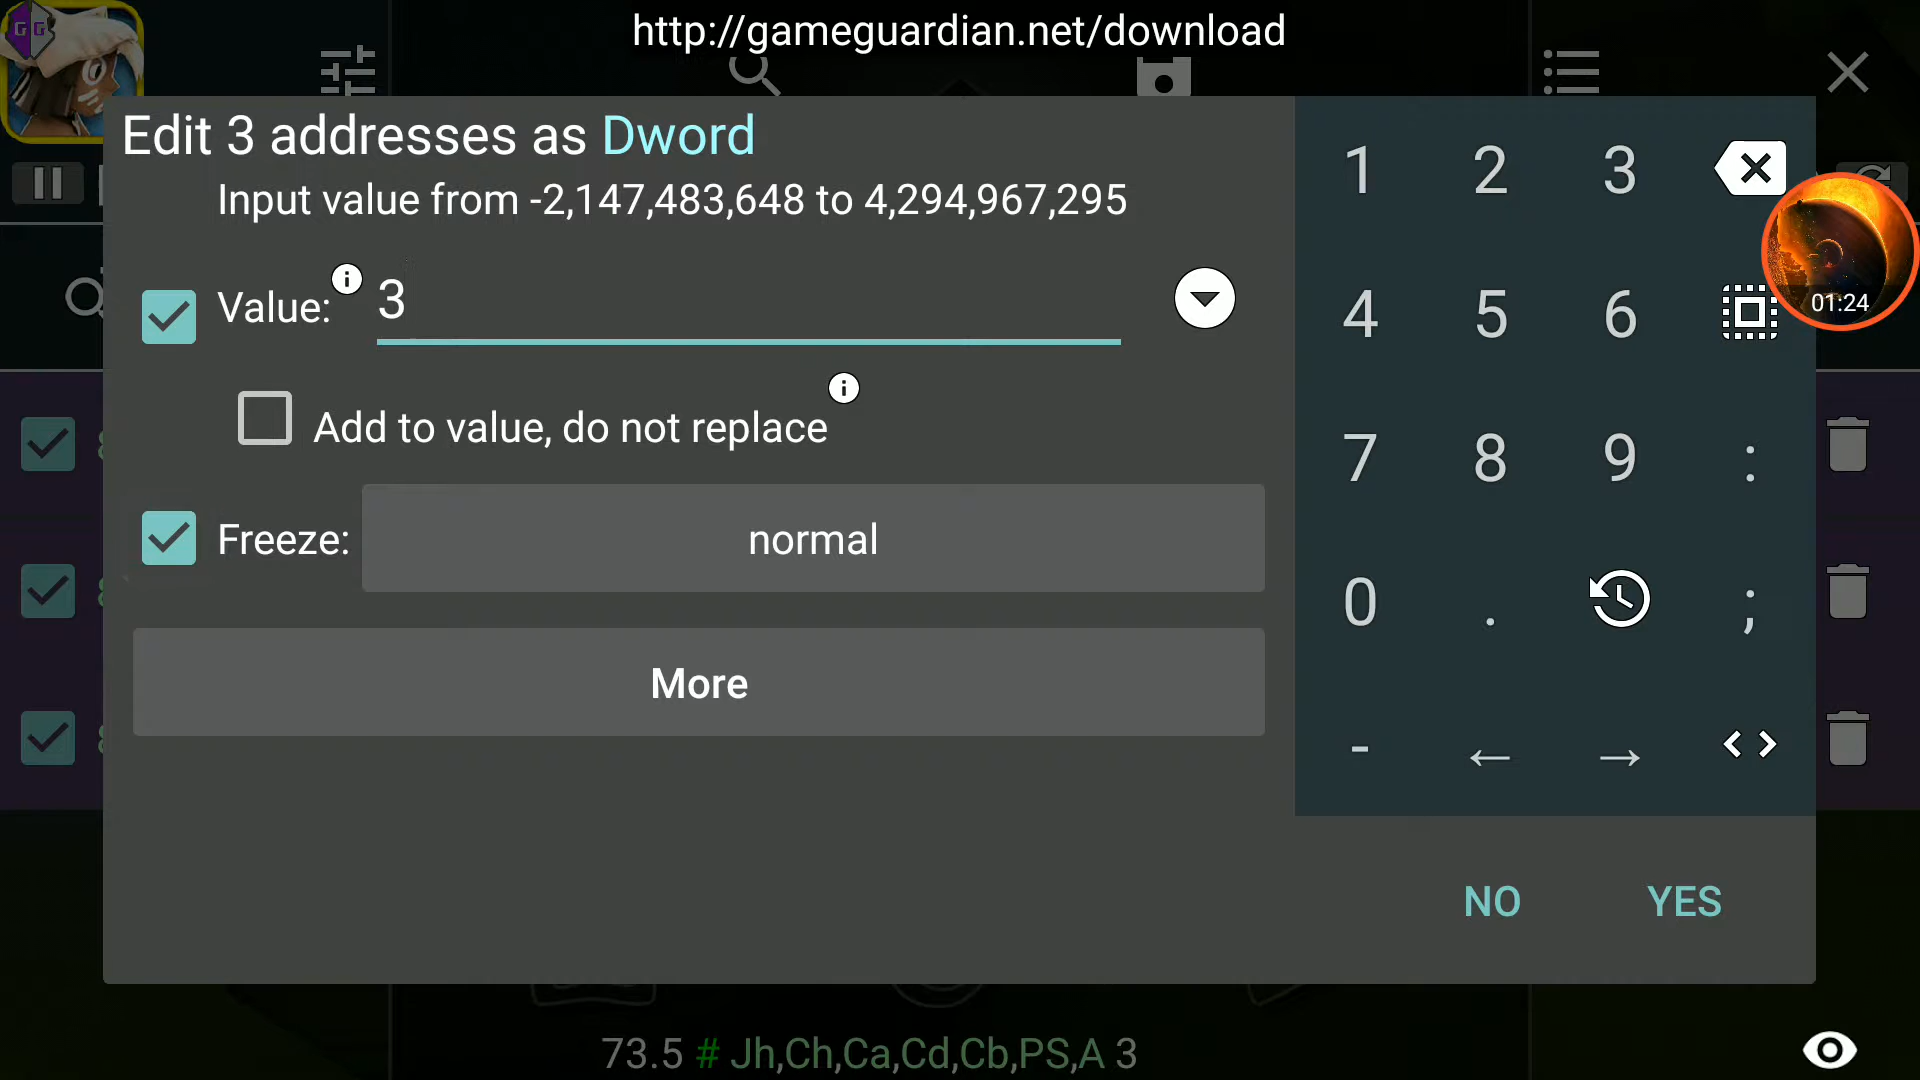 http://gameguardian.net/download
GG
Edit 3 addresses as Dword
Input value from -2,147,483,648 to 4,294,967,295
Value: i 3
Add to value, do not replace i
Freeze: normal
More
1 2 3
4 5 6
7 8 9 :
0 . ;
- ← → < >
01:24
NO YES
73.5 # Jh,Ch,Ca,Cd,Cb,PS,A 3